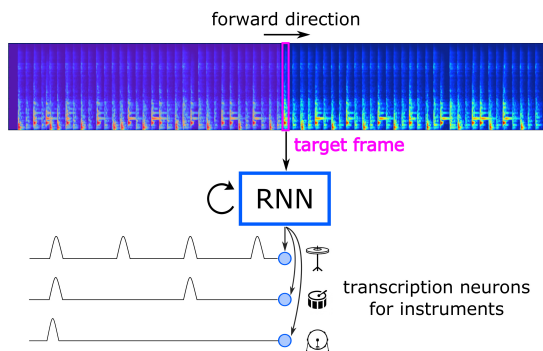 forward direction
target frame
RNN
transcription neurons
for instruments